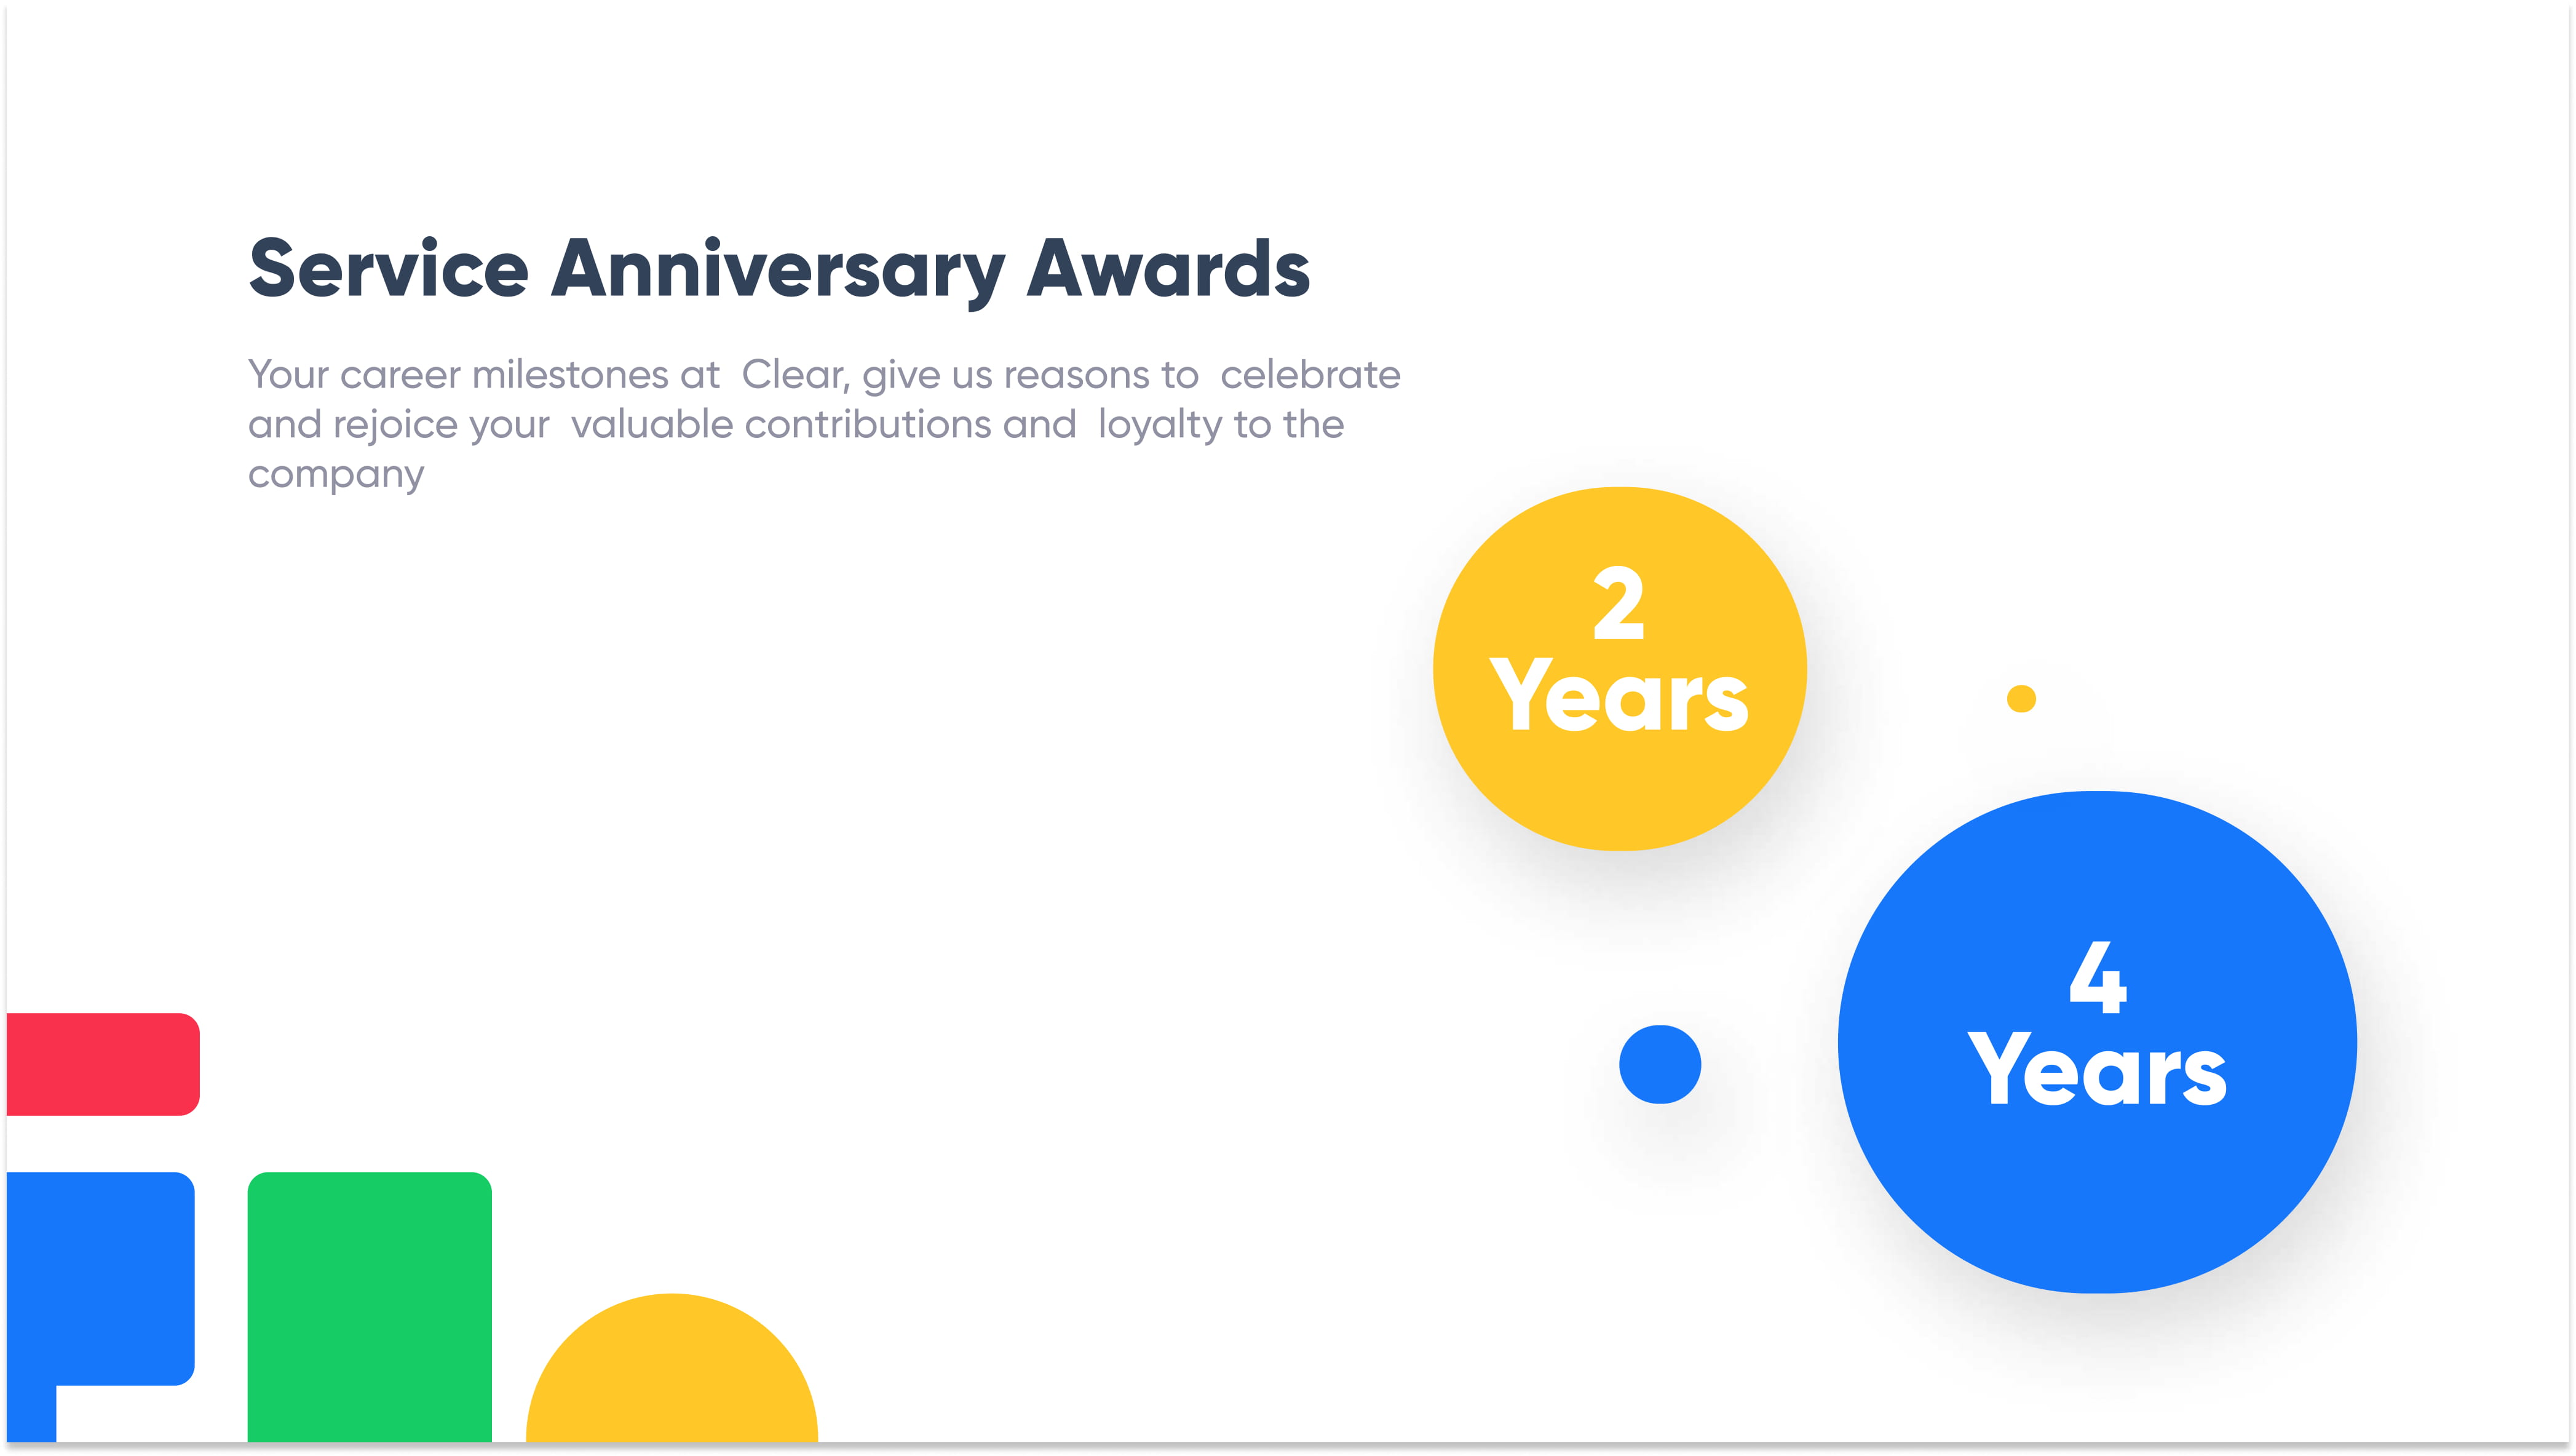 Service Anniversary Awards
Your career milestones at  Clear, give us reasons to  celebrate
and rejoice your  valuable contributions and  loyalty to the
company
2
Years
4
Years